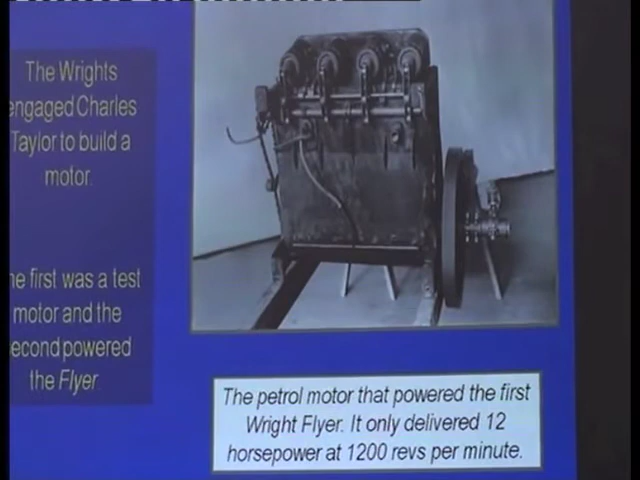 The Wrights
engaged Charles
Taylor to build a
motor.
he first was a test
motor and the
econd powered
the Flyer
The petrol motor that powered the first
Wright Flyer. It only delivered 12
horsepower at 1200 revs per minute.